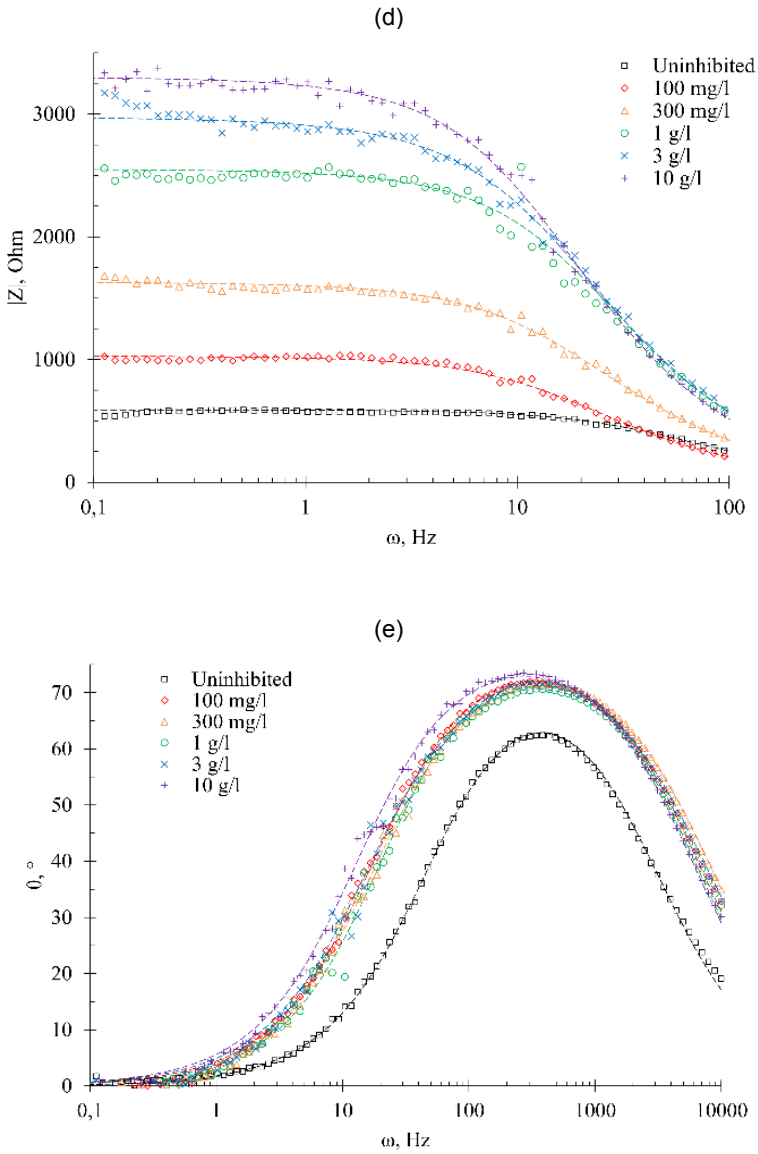 (d)
Uninhibited
100 mg/l
300 mg/l
1 g/l
3 g/l
10 g/l
3000
2000
1000
0
|Z|, Ohm
0,1
1
10
100
ω, Hz
(e)
Uninhibited
100 mg/l
300 mg/l
1 g/l
3 g/l
10 g/l
70
60
50
40
30
20
10
0
θ, °
0,1
1
10
100
1000
10000
ω, Hz